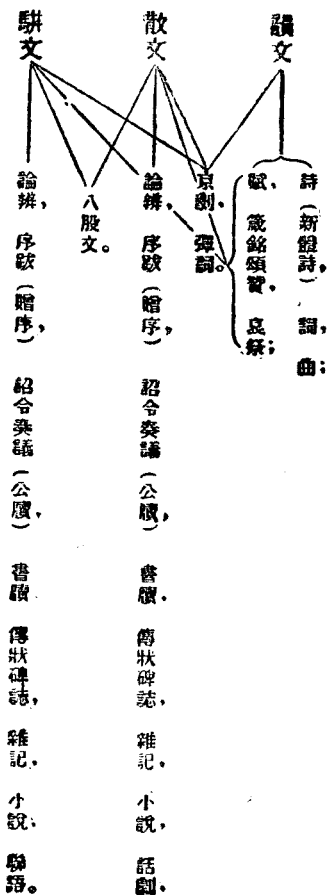 韻文
詩(新體詩) 詞,曲;
賦, 箴銘頌贊, 哀祭;
京劇, 彈詞。
散文
論辨, 序跋(贈序), 詔令奏議(公牘), 書牘, 傳狀碑誌, 雜記, 小說, 話劇,
八股文。
駢文
論辨, 序跋(贈序), 詔令奏議(公牘), 書牘 傳狀碑誌, 雜記, 小說, 聯語。